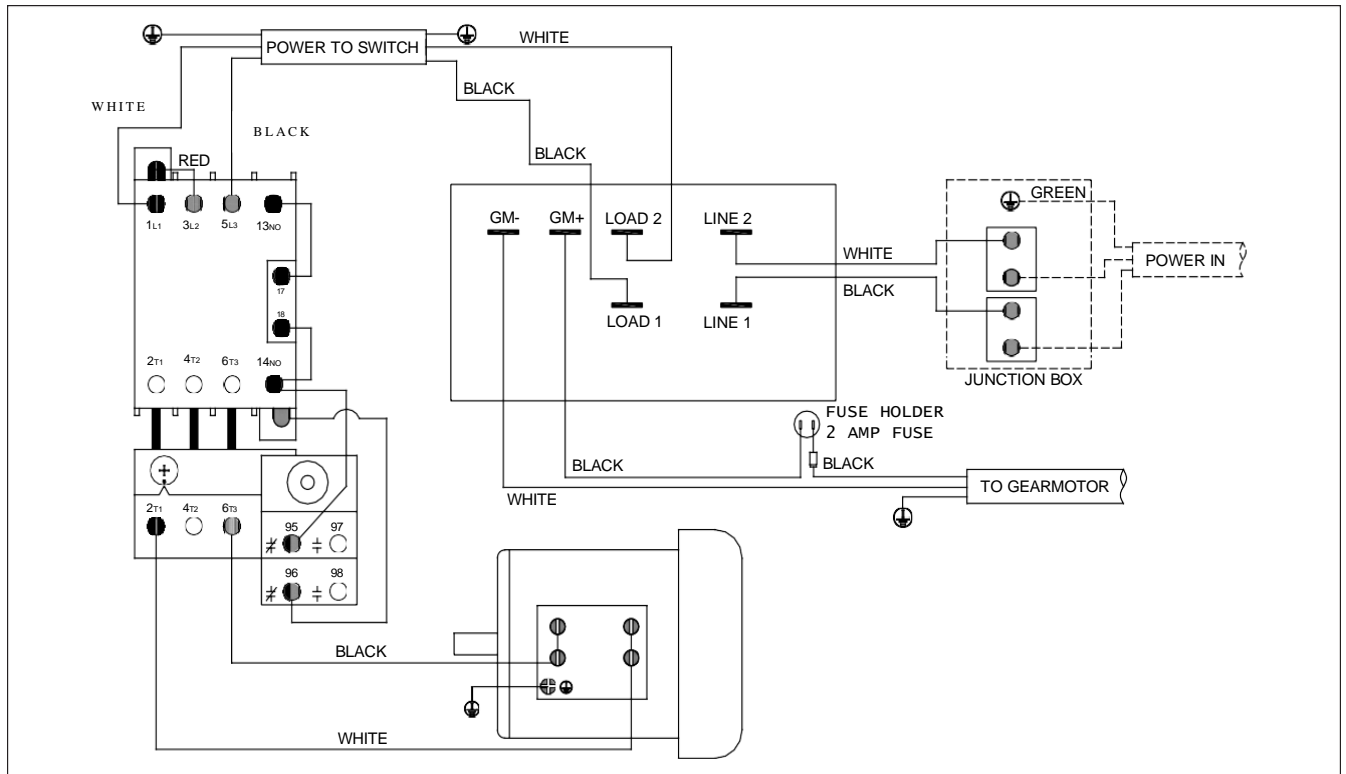 POWER TO SWITCH
WHITE
BLACK
WHITE
BLACK
RED
BLACK
1L1 3L2 5L3 13NO
17
18
2T1 4T2 6T3 14NO
GM- GM+ LOAD 2 LINE 2
LOAD 1 LINE 1
WHITE
BLACK
GREEN
POWER IN
JUNCTION BOX
FUSE HOLDER
2 AMP FUSE
BLACK
BLACK
WHITE
TO GEARMOTOR
2T1 4T2 6T3
95 97
96 98
BLACK
WHITE